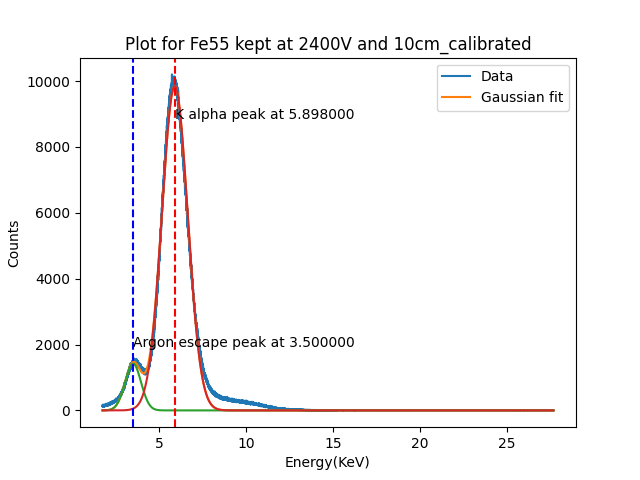 Plot for Fe55 kept at 2400V and 10cm_calibrated
Data
Gaussian fit
10000
K alpha peak at 5.898000
8000
6000
4000
2000
Argon escape peak at 3.500000
0
Counts
5
10
15
20
25
Energy(KeV)